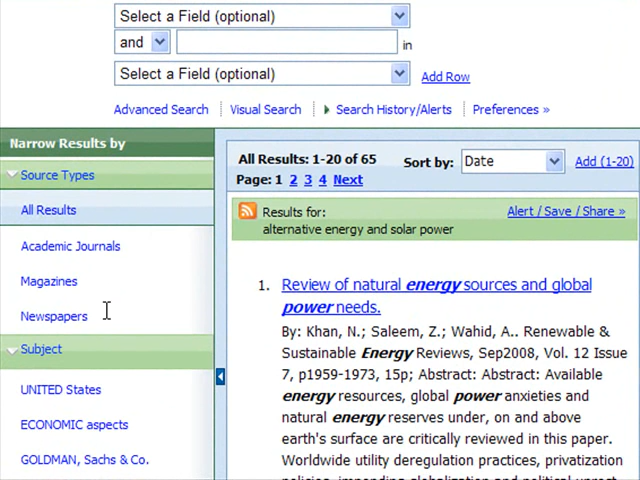 Select a Field (optional)
and in
Select a Field (optional) Add Row
Advanced Search Visual Search Search History/Alerts Preferences »
Narrow Results by
Source Types
All Results
Academic Journals
Magazines
Newspapers
Subject
UNITED States
ECONOMIC aspects
GOLDMAN, Sachs & Co.
All Results: 1-20 of 65 Sort by: Date Add (1-20)
Page: 1 2 3 4 Next
Results for: Alert / Save / Share »
alternative energy and solar power
1. Review of natural energy sources and global
power needs.
By: Khan, N.; Saleem, Z.; Wahid, A.. Renewable &
Sustainable Energy Reviews, Sep2008, Vol. 12 Issue
7, p1959-1973, 15p; Abstract: Abstract: Available
energy resources, global power anxieties and
natural energy reserves under, on and above
earth's surface are critically reviewed in this paper.
Worldwide utility deregulation practices, privatization
policies, impending globalization and political unrest